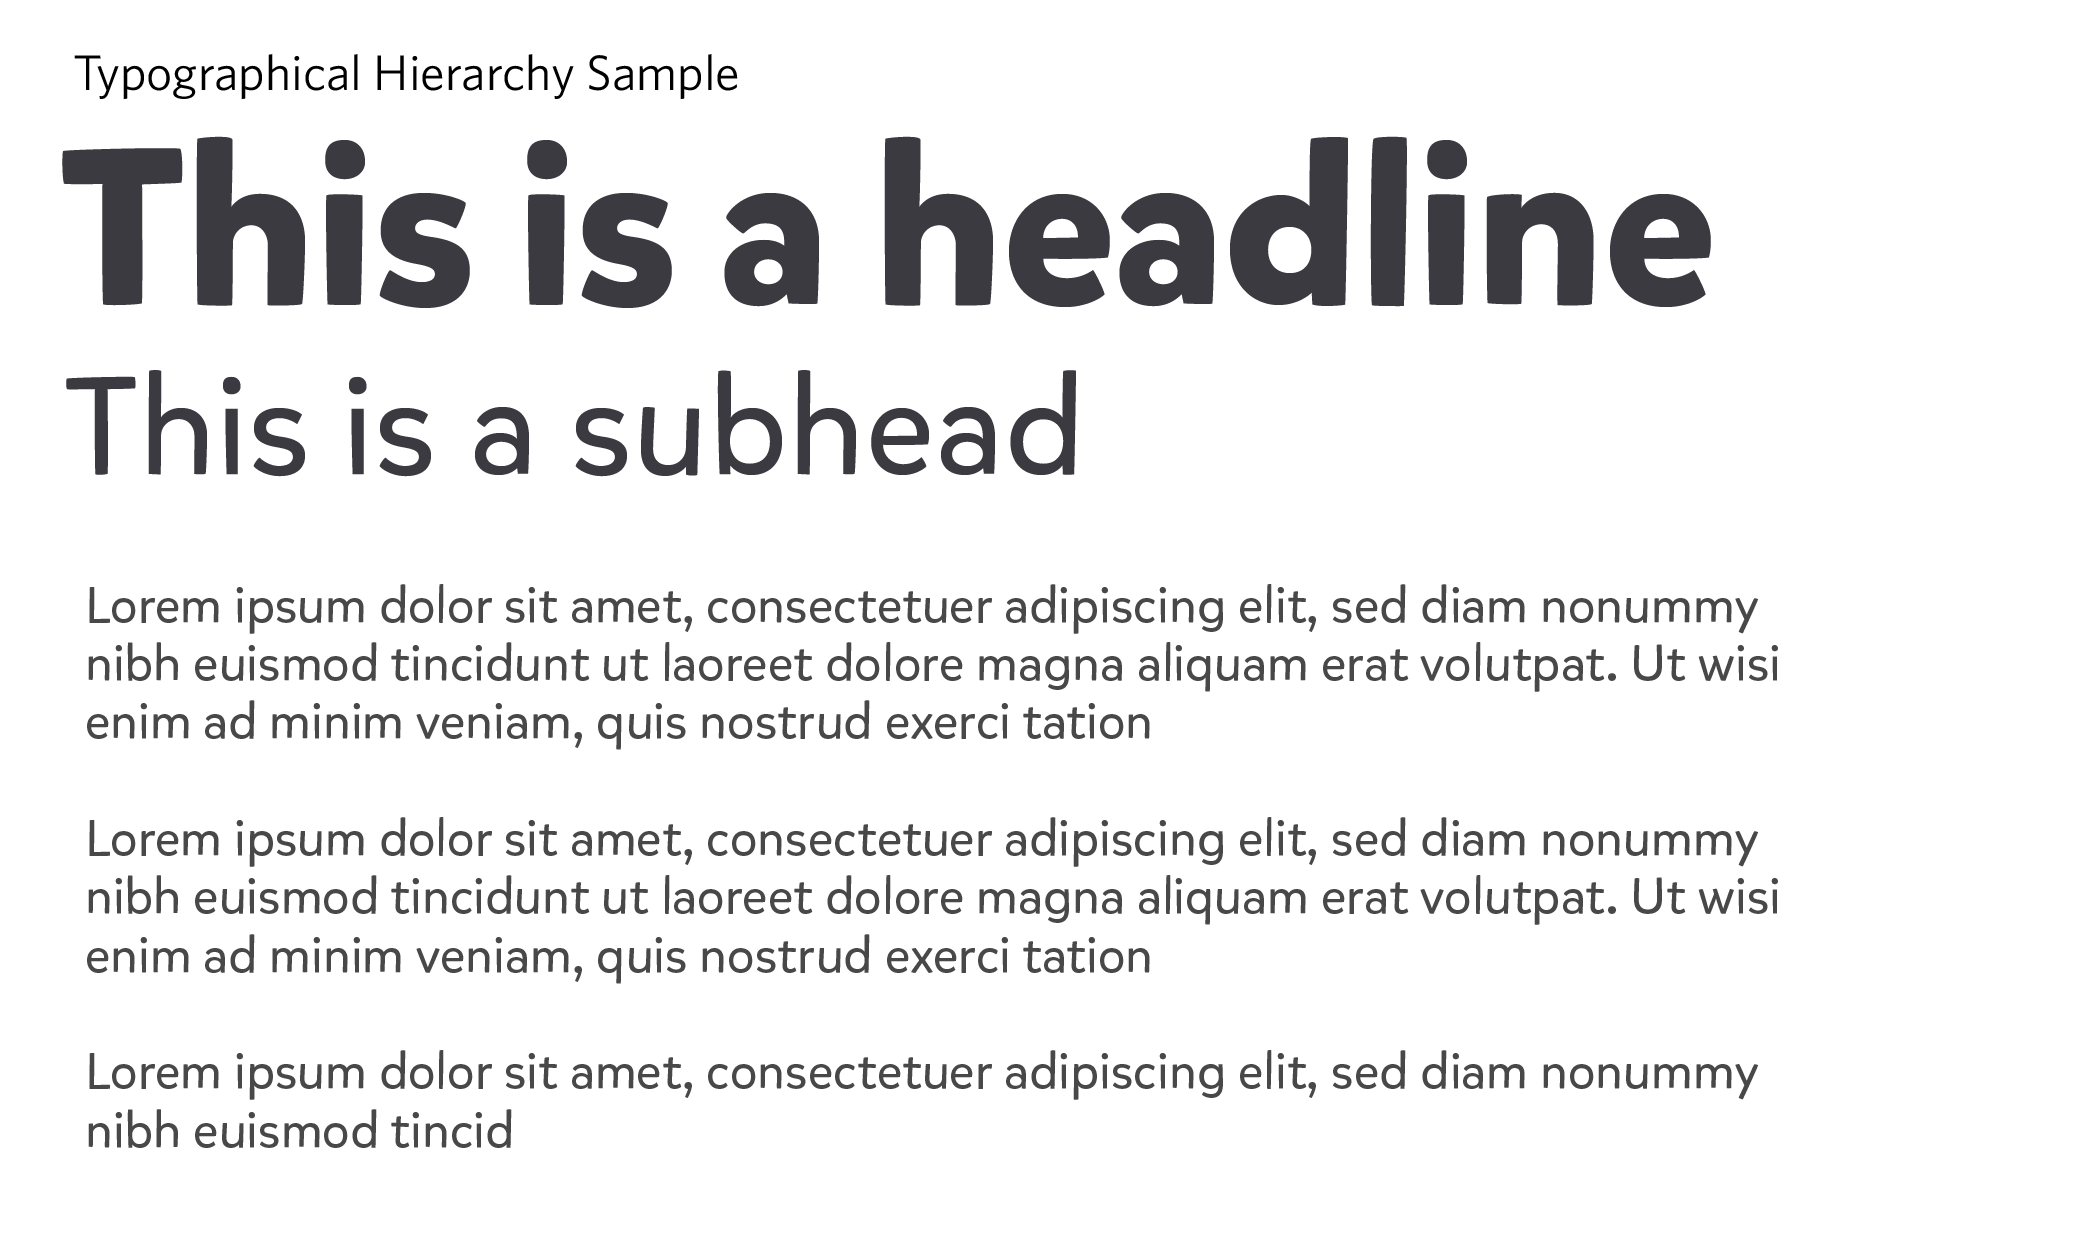 Typographical Hierarchy Sample
This is a headline
This is a subhead
Lorem ipsum dolor sit amet, consectetuer adipiscing elit, sed diam nonummy
nibh euismod tincidunt ut laoreet dolore magna aliquam erat volutpat. Ut wisi
enim ad minim veniam, quis nostrud exerci tation
Lorem ipsum dolor sit amet, consectetuer adipiscing elit, sed diam nonummy
nibh euismod tincidunt ut laoreet dolore magna aliquam erat volutpat. Ut wisi
enim ad minim veniam, quis nostrud exerci tation
Lorem ipsum dolor sit amet, consectetuer adipiscing elit, sed diam nonummy
nibh euismod tincid